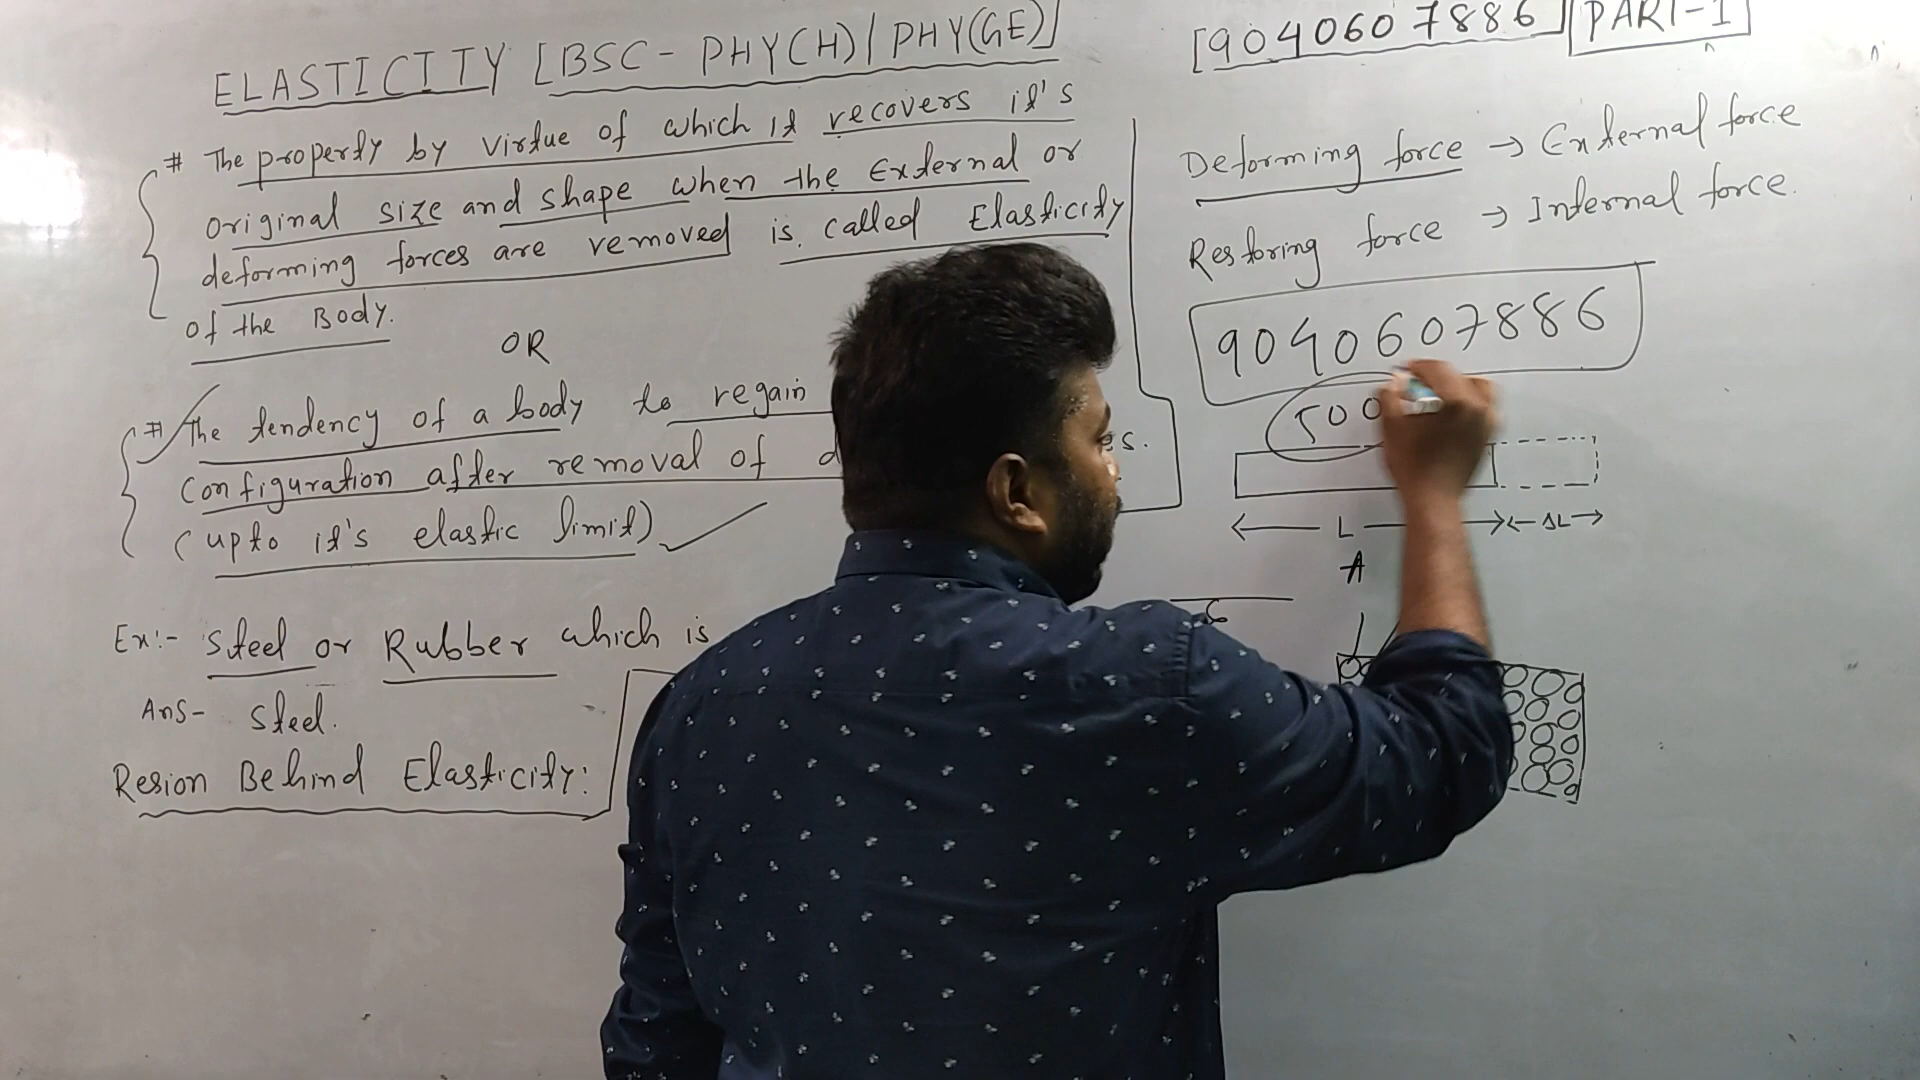 ELASTICITY [BSC - PHY(H) / PHY(GE)]
# The property by virtue of which it recovers it's
original size and shape when the External or
deforming forces are removed is called Elasticity
of the Body.
OR
# The tendency of a body to regain
configuration after removal of
(upto it's elastic limit)
Ex:- Steel or Rubber which is
Ans- Steel.
Resion Behind Elasticity:
[9040607886] PART-1
Deforming force → External force
Restoring force → Internal force.
9040607886
500
L ΔL
A